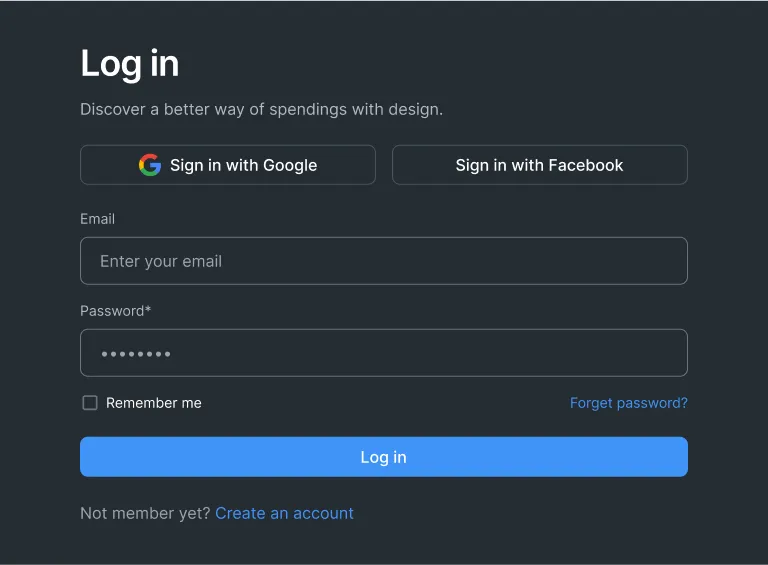 Log in
Discover a better way of spendings with design.
Sign in with Google
Sign in with Facebook
Email
Enter your email
Password*
••••••••
Remember me
Forget password?
Log in
Not member yet? Create an account